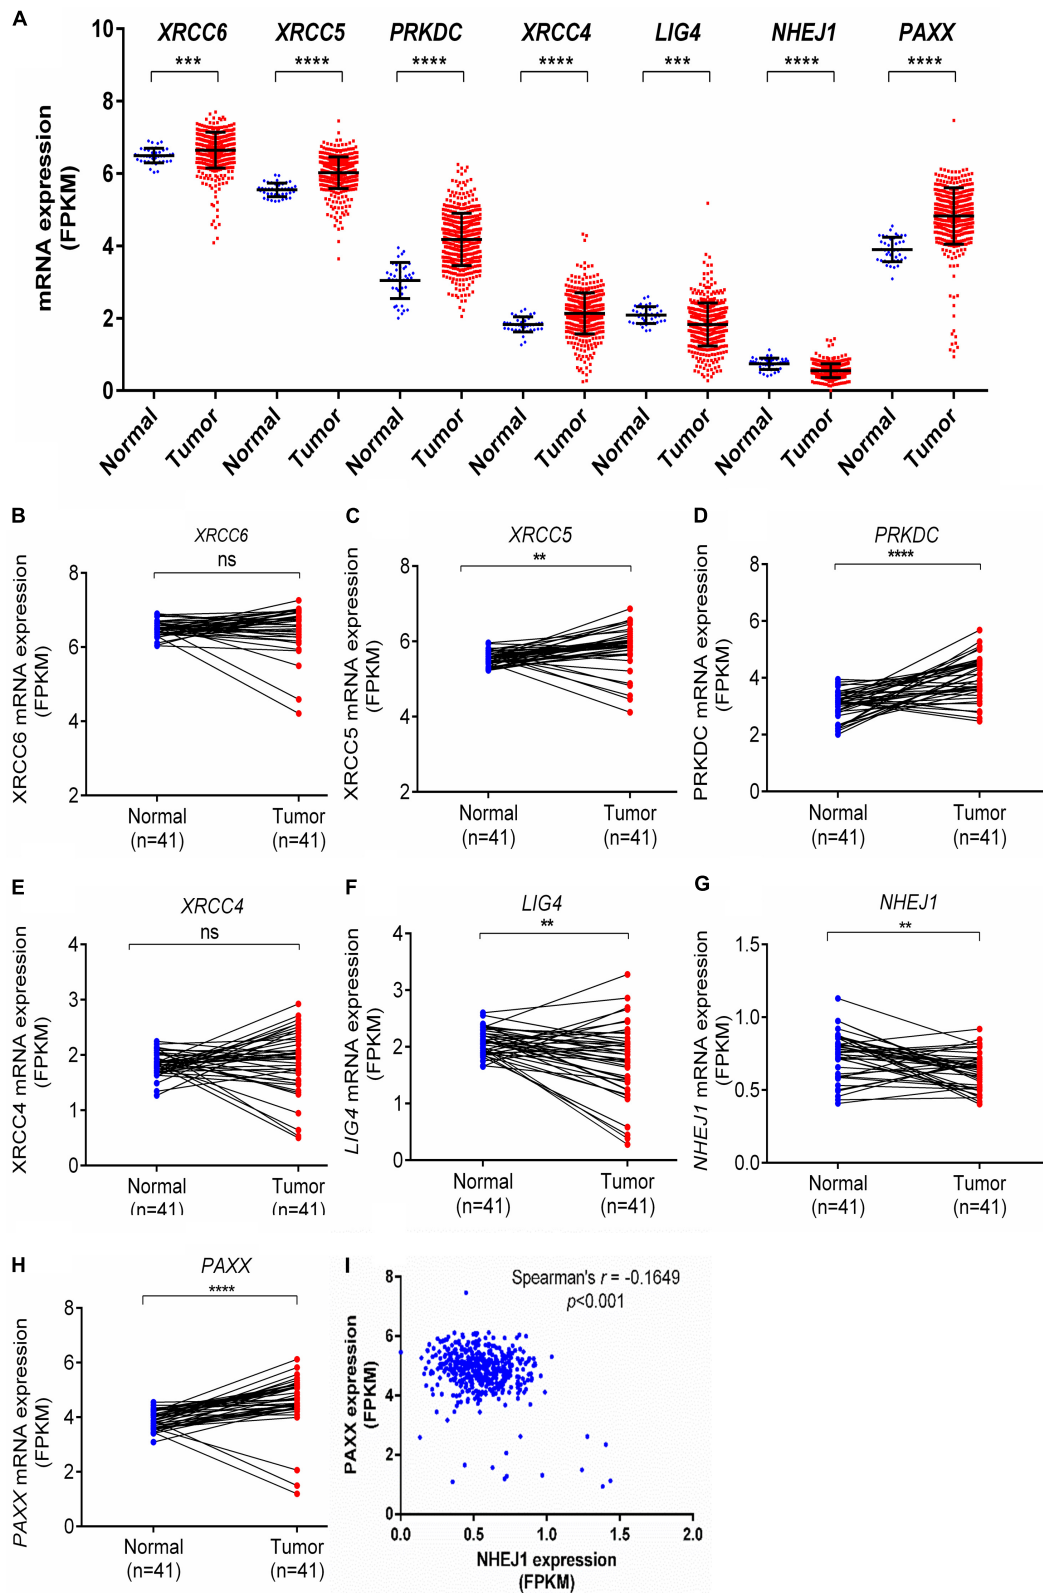 A
XRCC6 XRCC5 PRKDC XRCC4 LIG4 NHEJ1 PAXX
*** **** **** **** *** **** ****
mRNA expression
(FPKM)
10
8
6
4
2
0
Normal Tumor Normal Tumor Normal Tumor Normal Tumor Normal Tumor Normal Tumor Normal Tumor
B
XRCC6
ns
XRCC6 mRNA expression
(FPKM)
8
6
4
2
Normal Tumor
(n=41) (n=41)
C
XRCC5
**
XRCC5 mRNA expression
(FPKM)
8
6
4
2
Normal Tumor
(n=41) (n=41)
D
PRKDC
****
PRKDC mRNA expression
(FPKM)
8
6
4
2
0
Normal Tumor
(n=41) (n=41)
E
XRCC4
ns
XRCC4 mRNA expression
(FPKM)
4
3
2
1
0
Normal Tumor
(n=41) (n=41)
F
LIG4
**
LIG4 mRNA expression
(FPKM)
4
3
2
1
0
Normal Tumor
(n=41) (n=41)
G
NHEJ1
**
NHEJ1 mRNA expression
(FPKM)
1.5
1.0
0.5
0.0
Normal Tumor
(n=41) (n=41)
H
PAXX
****
PAXX mRNA expression
(FPKM)
8
6
4
2
0
Normal Tumor
(n=41) (n=41)
I
Spearman's r = -0.1649
p<0.001
PAXX expression
(FPKM)
8
6
4
2
0
0.0 0.5 1.0 1.5 2.0
NHEJ1 expression
(FPKM)